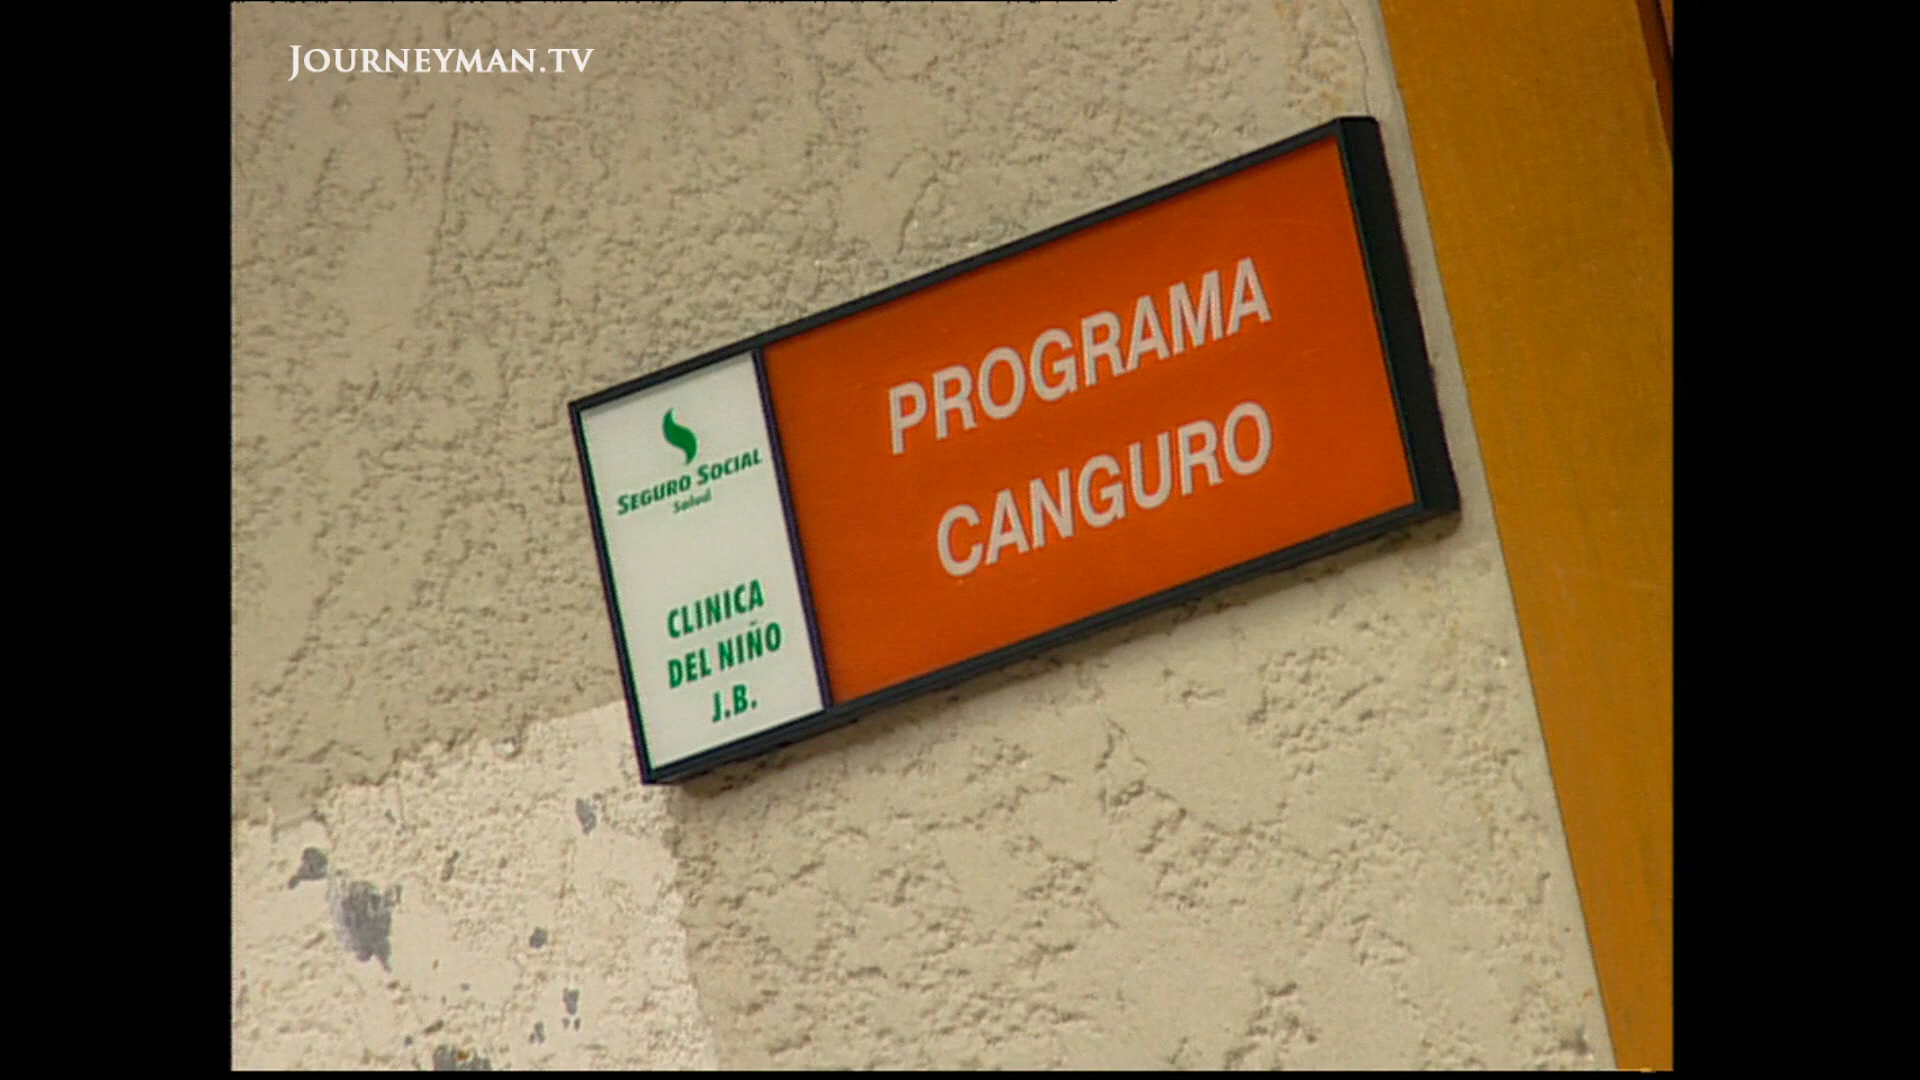 JOURNEYMAN.TV
SEGURO SOCIAL
Salud
CLINICA
DEL NIÑO
J.B.
PROGRAMA
CANGURO